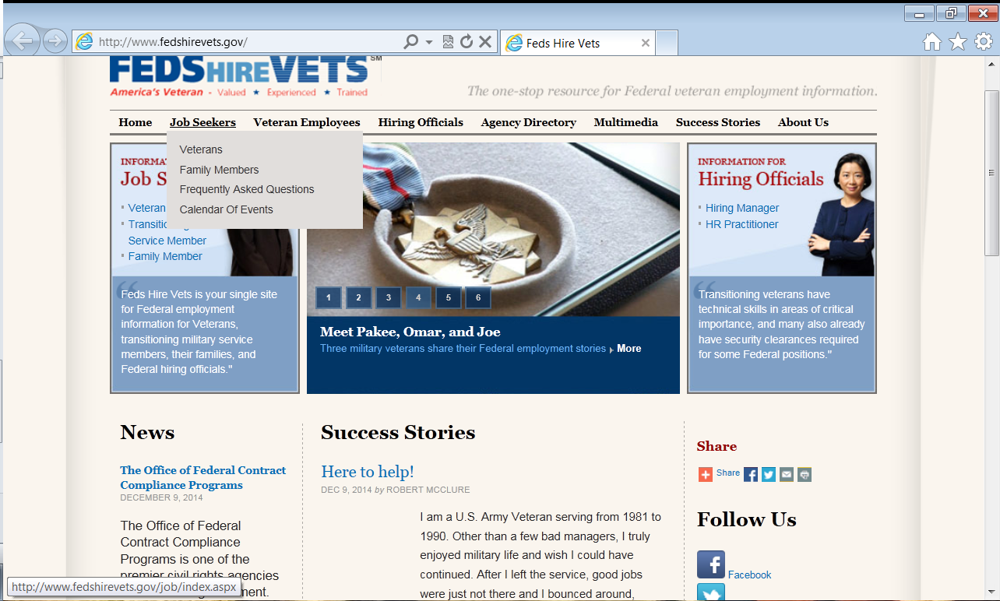 http://www.fedshirevets.gov/
Feds Hire Vets
FEDSHIREVETS SM
America's Veteran - Valued ★ Experienced ★ Trained
The one-stop resource for Federal veteran employment information.
Home Job Seekers Veteran Employees Hiring Officials Agency Directory Multimedia Success Stories About Us
Veterans
Family Members
Frequently Asked Questions
Calendar Of Events
Job S
Veteran
Service Member
Family Member
Feds Hire Vets is your single site
for Federal employment
information for Veterans,
transitioning military service
members, their families, and
Federal hiring officials."
1 2 3 4 5 6
Meet Pakee, Omar, and Joe
Three military veterans share their Federal employment stories More
INFORMATION FOR
Hiring Officials
Hiring Manager
HR Practitioner
Transitioning veterans have
technical skills in areas of critical
importance, and many also already
have security clearances required
for some Federal positions."
News
The Office of Federal Contract
Compliance Programs
DECEMBER 9, 2014
The Office of Federal
Contract Compliance
Programs is one of the
premier civil rights agencies
nment.
Success Stories
Here to help!
DEC 9, 2014 by ROBERT MCCLURE
I am a U.S. Army Veteran serving from 1981 to
1990. Other than a few bad managers, I truly
enjoyed military life and wish I could have
continued. After I left the service, good jobs
were just not there and I bounced around,
Share
Share
Follow Us
Facebook
http://www.fedshirevets.gov/job/index.aspx